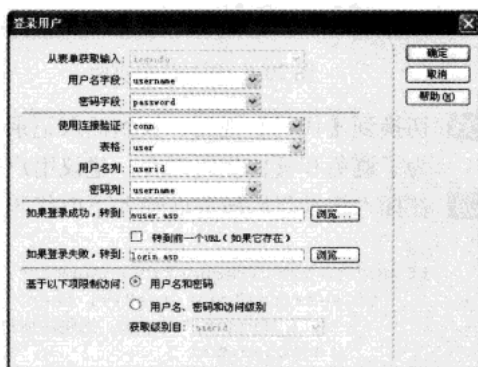 登录用户
从表单获取输入:
确定
用户名字段: username
取消
密码字段: password
帮助(H)
使用连接验证: conn
表格: user
用户名列: userid
密码列: username
如果登录成功，转到: muser.asp 浏览...
转到前一个URL(如果它存在)
如果登录失败，转到: login.asp 浏览...
基于以下项限制访问: 用户名和密码
用户名、密码和访问级别
获取级别自: userid